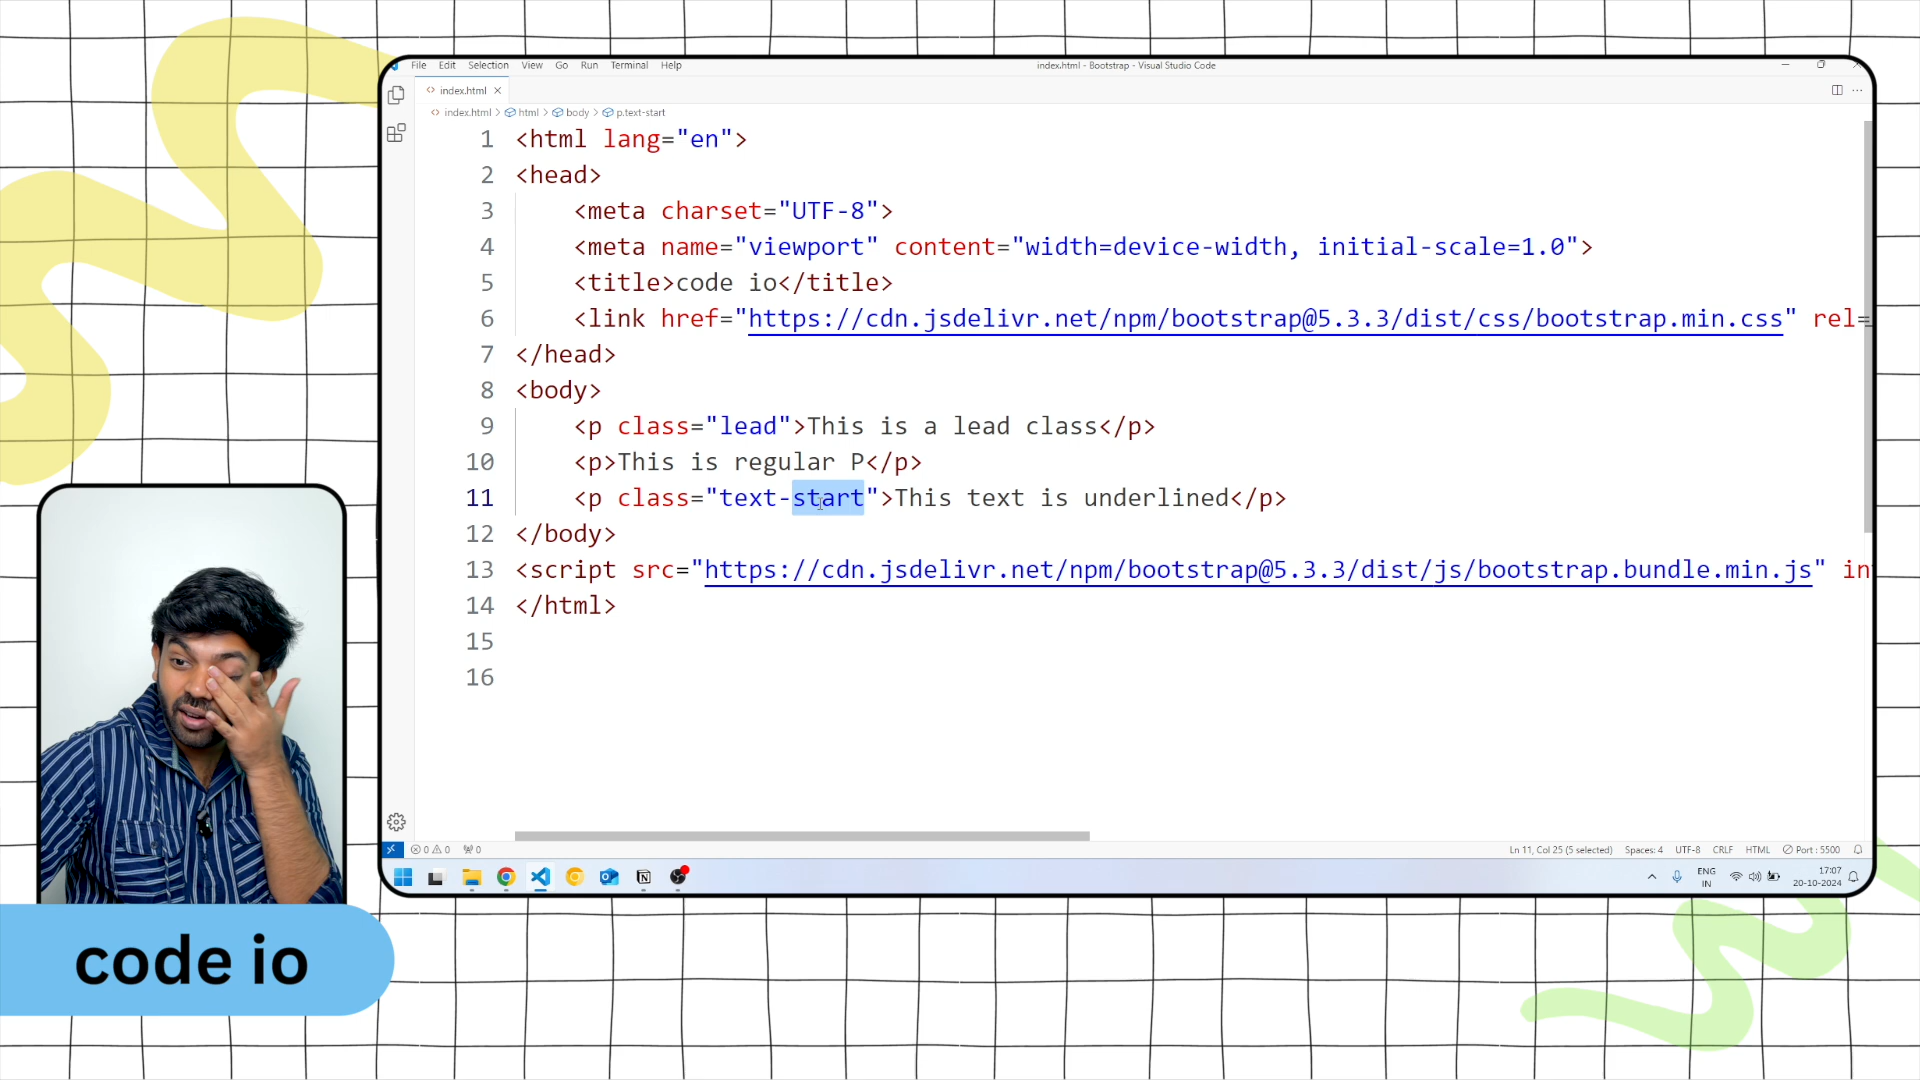 File Edit Selection View Go Run Terminal Help
index.html - Bootstrap - Visual Studio Code
index.html
index.html > html > body > p.text-start
1 <html lang="en">
2 <head>
3 <meta charset="UTF-8">
4 <meta name="viewport" content="width=device-width, initial-scale=1.0">
5 <title>code io</title>
6 <link href="https://cdn.jsdelivr.net/npm/bootstrap@5.3.3/dist/css/bootstrap.min.css" rel=
7 </head>
8 <body>
9 <p class="lead">This is a lead class</p>
10 <p>This is regular P</p>
11 <p class="text-start">This text is underlined</p>
12 </body>
13 <script src="https://cdn.jsdelivr.net/npm/bootstrap@5.3.3/dist/js/bootstrap.bundle.min.js" in
14 </html>
15
16
0 0 0
Ln 11, Col 25 (5 selected) Spaces: 4 UTF-8 CRLF HTML Port : 5500
ENG
IN
17:07
20-10-2024
code io